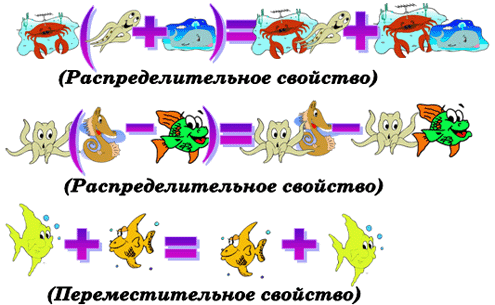 (Распределительное свойство)
(Распределительное свойство)
(Переместительное свойство)